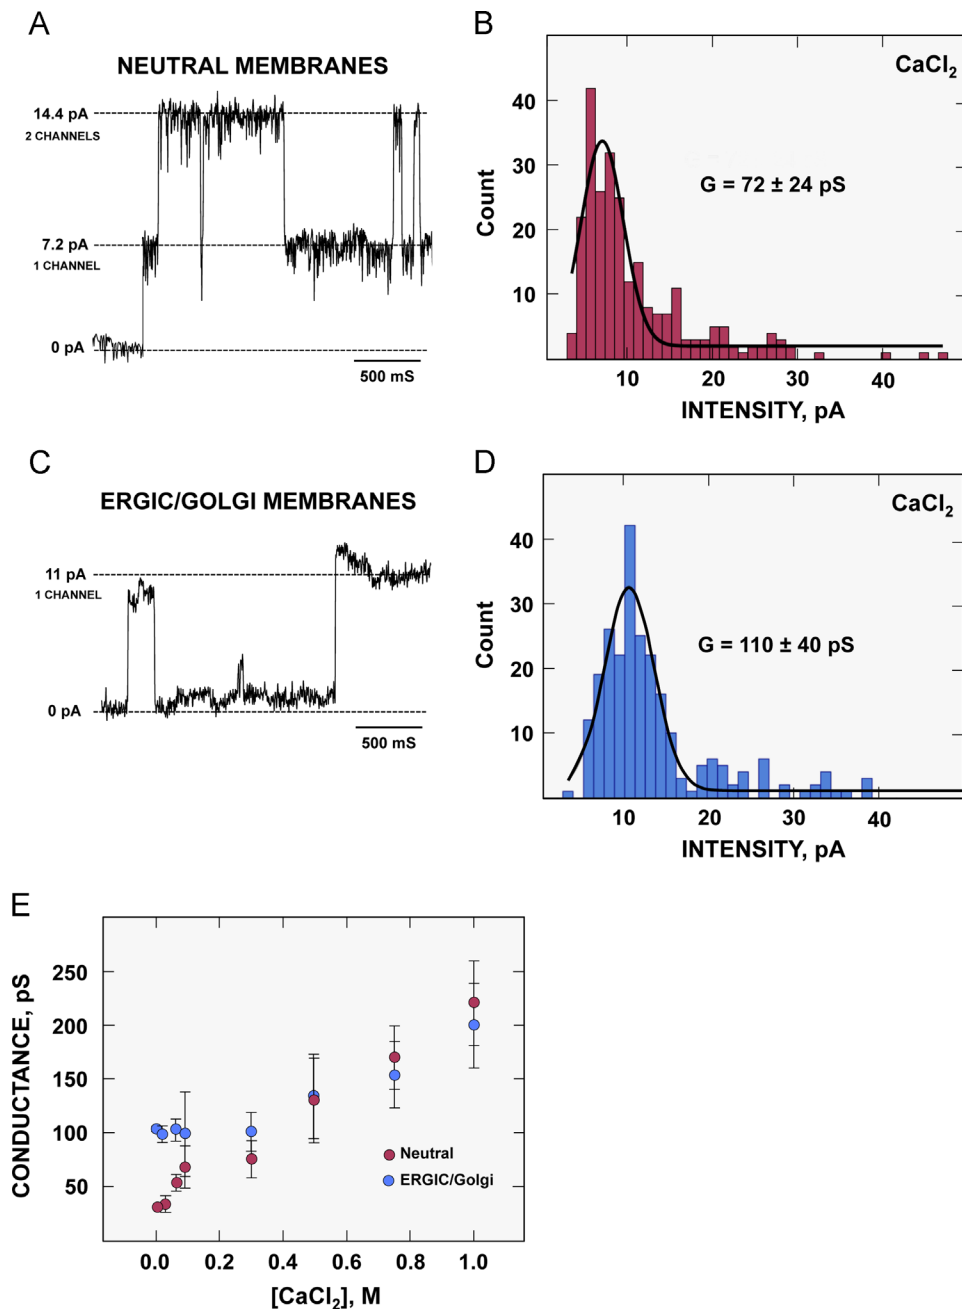 A
NEUTRAL MEMBRANES
14.4 pA
2 CHANNELS
7.2 pA
1 CHANNEL
0 pA
500 mS
B
CaCl₂
G = 72 ± 24 pS
Count
40
30
20
10
10 20 30 40
INTENSITY, pA
C
ERGIC/GOLGI MEMBRANES
11 pA
1 CHANNEL
0 pA
500 mS
D
CaCl₂
G = 110 ± 40 pS
Count
40
30
20
10
10 20 30 40
INTENSITY, pA
E
CONDUCTANCE, pS
250
200
150
100
50
Neutral
ERGIC/Golgi
0.0 0.2 0.4 0.6 0.8 1.0
[CaCl₂], M